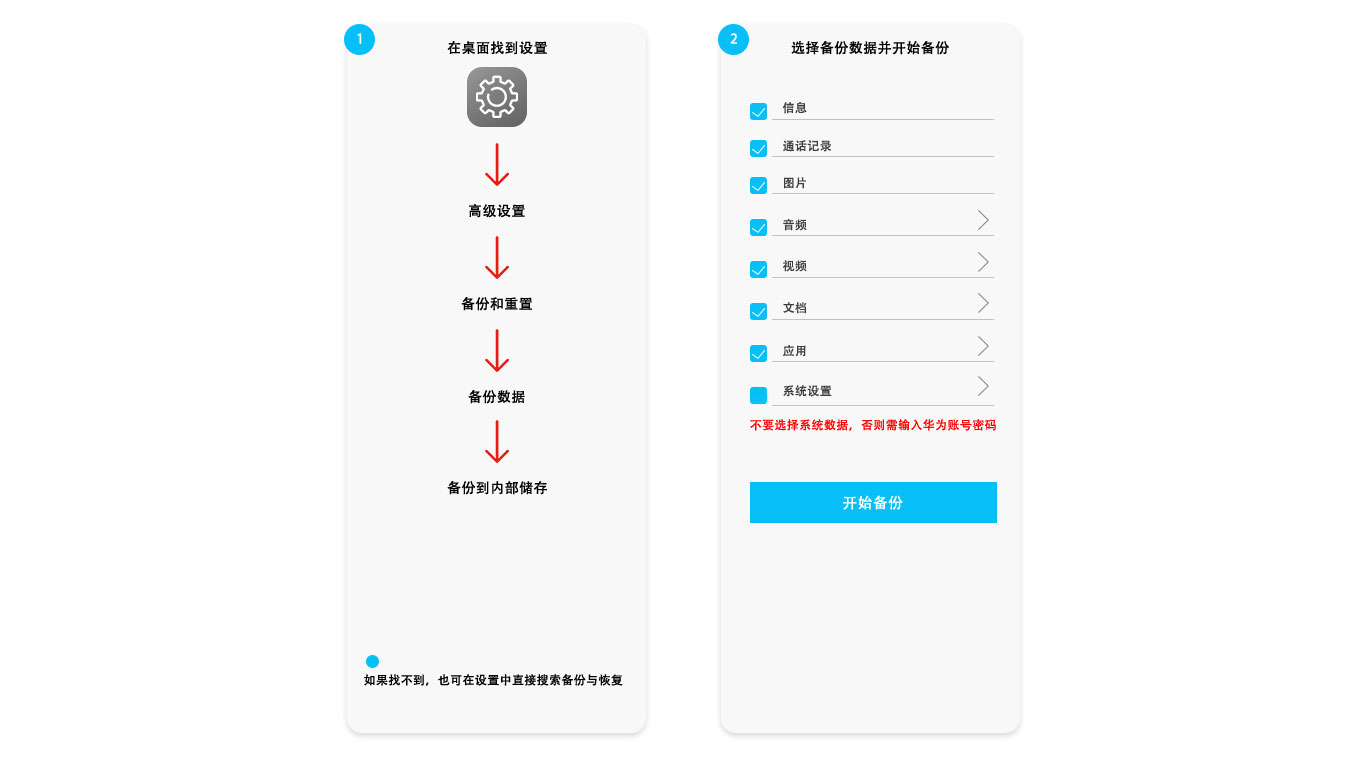 1
在桌面找到设置
高级设置
备份和重置
备份数据
备份到内部储存
如果找不到，也可在设置中直接搜索备份与恢复
2
选择备份数据并开始备份
信息
通话记录
图片
音频
视频
文档
应用
系统设置
不要选择系统数据，否则需输入华为账号密码
开始备份